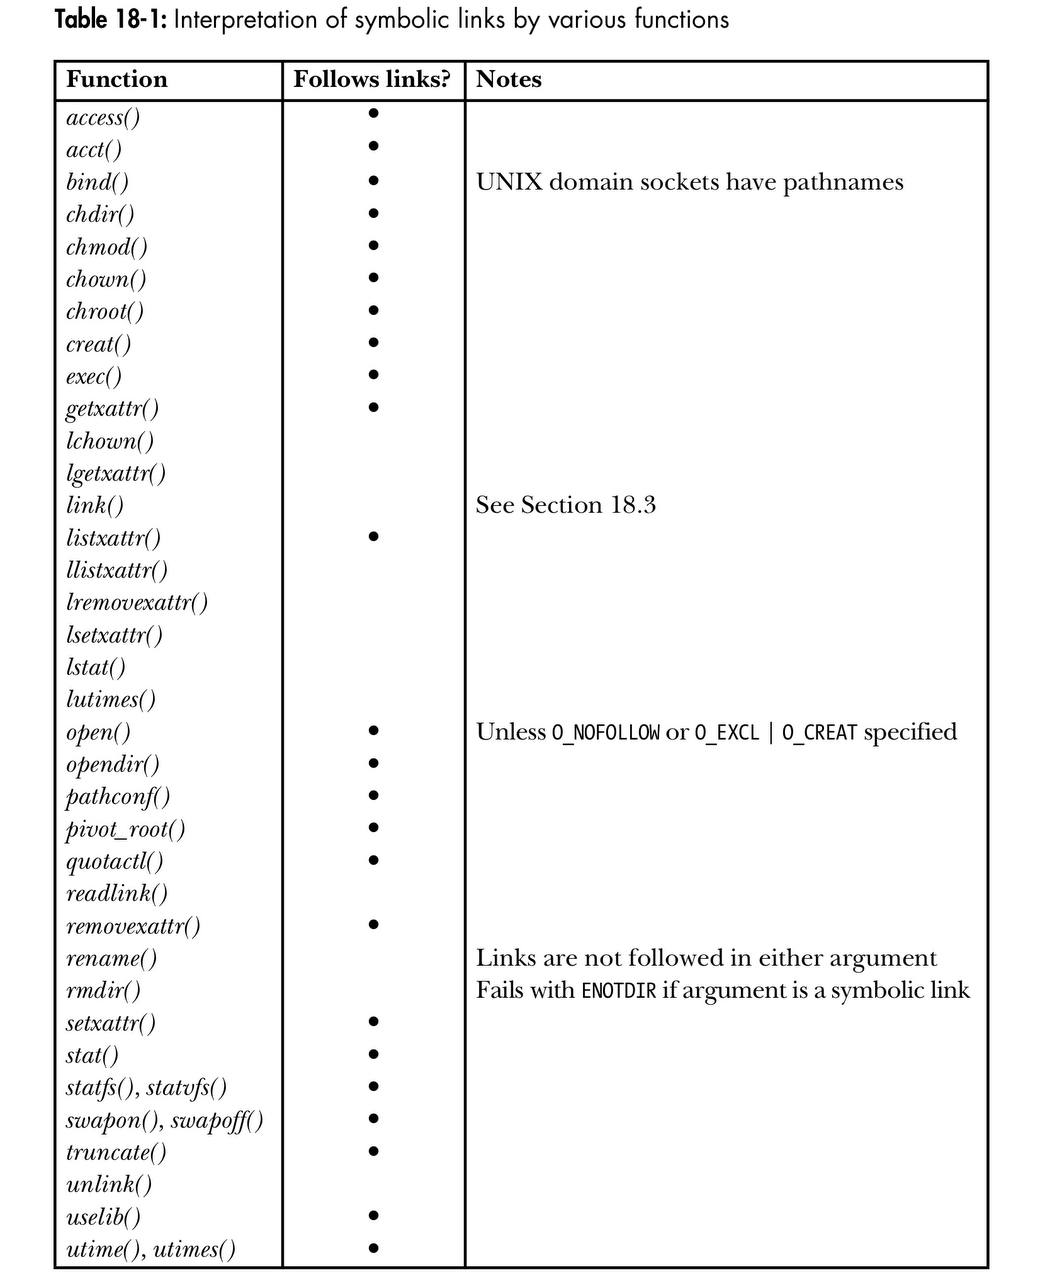 Table 18-1: Interpretation of symbolic links by various functions
Function Follows links? Notes
access() •
acct() •
bind() • UNIX domain sockets have pathnames
chdir() •
chmod() •
chown() •
chroot() •
creat() •
exec() •
getxattr() •
lchown()
lgetxattr()
link() See Section 18.3
listxattr() •
llistxattr()
lremovexattr()
lsetxattr()
lstat()
lutimes()
open() • Unless O_NOFOLLOW or O_EXCL | O_CREAT specified
opendir() •
pathconf() •
pivot_root() •
quotactl() •
readlink()
removexattr() •
rename() Links are not followed in either argument
rmdir() Fails with ENOTDIR if argument is a symbolic link
setxattr() •
stat() •
statfs(), statvfs() •
swapon(), swapoff() •
truncate() •
unlink()
uselib() •
utime(), utimes() •